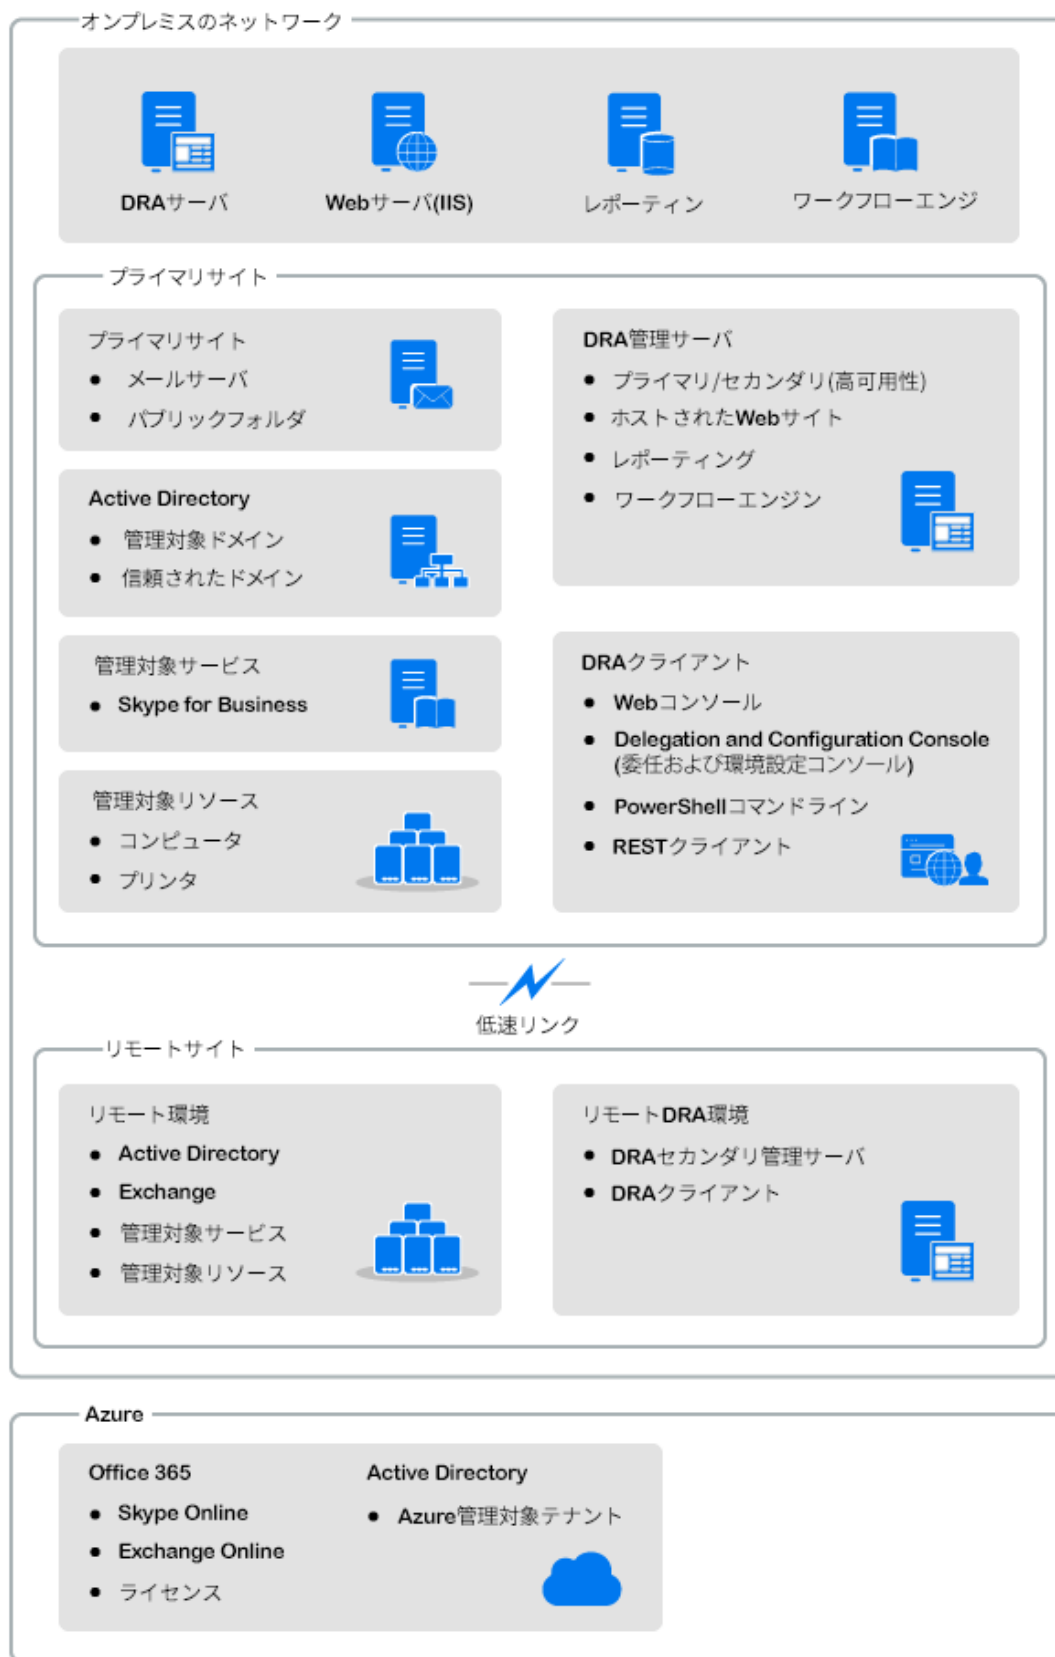 オンプレミスのネットワーク
DRAサーバ
Webサーバ(IIS)
レポーティン
ワークフローエンジ
プライマリサイト
プライマリサイト
● メールサーバ
● パブリックフォルダ
Active Directory
● 管理対象ドメイン
● 信頼されたドメイン
管理対象サービス
● Skype for Business
管理対象リソース
● コンピュータ
● プリンタ
DRA管理サーバ
● プライマリ/セカンダリ(高可用性)
● ホストされたWebサイト
● レポーティング
● ワークフローエンジン
DRAクライアント
● Webコンソール
● Delegation and Configuration Console
(委任および環境設定コンソール)
● PowerShellコマンドライン
● RESTクライアント
低速リンク
リモートサイト
リモート環境
● Active Directory
● Exchange
● 管理対象サービス
● 管理対象リソース
リモートDRA環境
● DRAセカンダリ管理サーバ
● DRAクライアント
Azure
Office 365
● Skype Online
● Exchange Online
● ライセンス
Active Directory
● Azure管理対象テナント